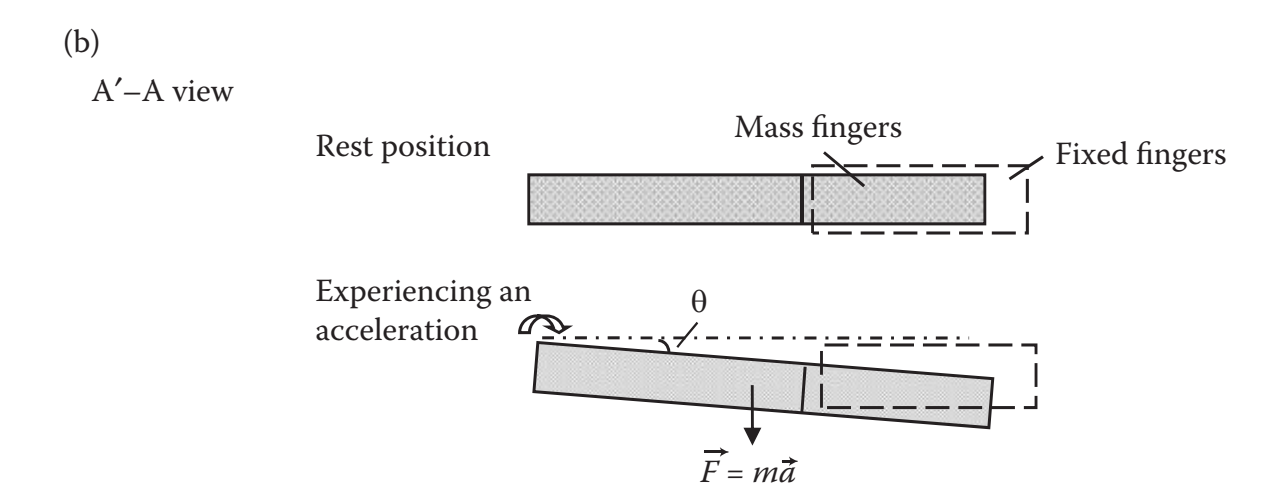 (b)
A′–A view
Rest position
Mass fingers
Fixed fingers
Experiencing an
acceleration
θ
F⃗ = ma⃗